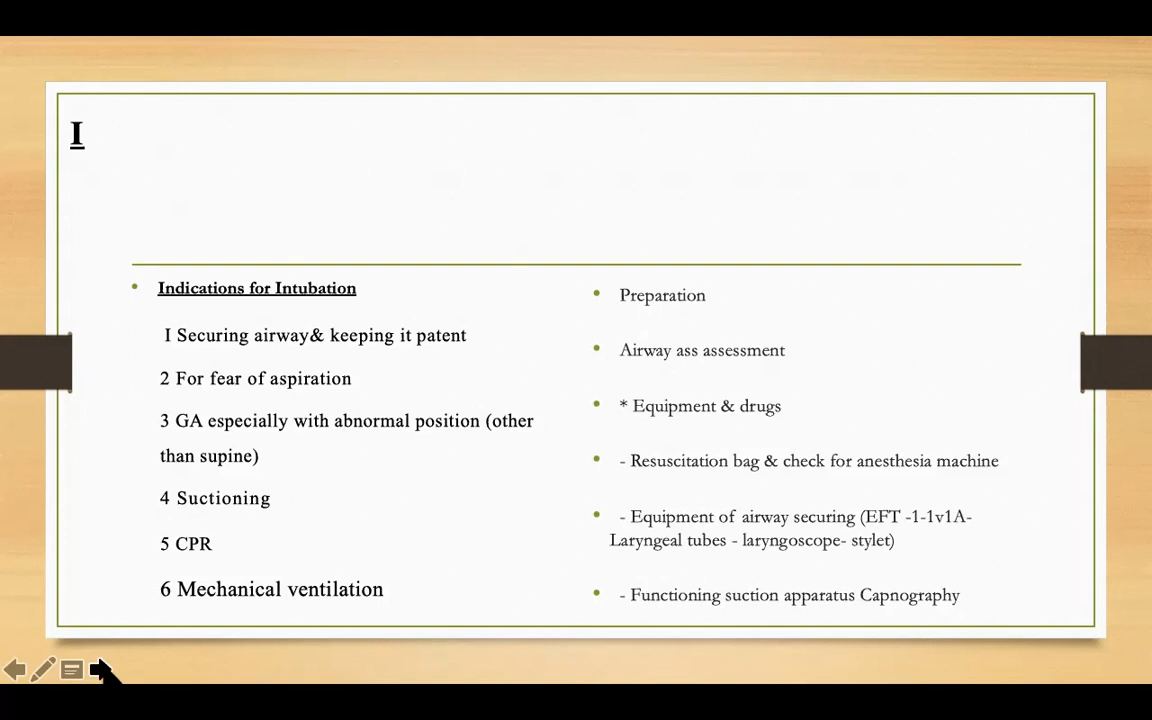 I
Indications for Intubation
I Securing airway& keeping it patent
2 For fear of aspiration
3 GA especially with abnormal position (other
than supine)
4 Suctioning
5 CPR
6 Mechanical ventilation
Preparation
Airway ass assessment
* Equipment & drugs
- Resuscitation bag & check for anesthesia machine
- Equipment of airway securing (EFT -1-1v1A-
Laryngeal tubes - laryngoscope- stylet)
- Functioning suction apparatus Capnography